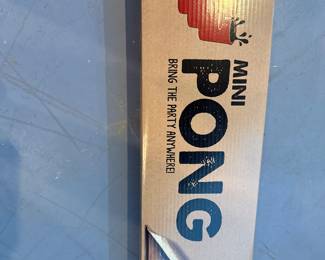 MINI
PONG
BRING THE PARTY ANYWHERE!